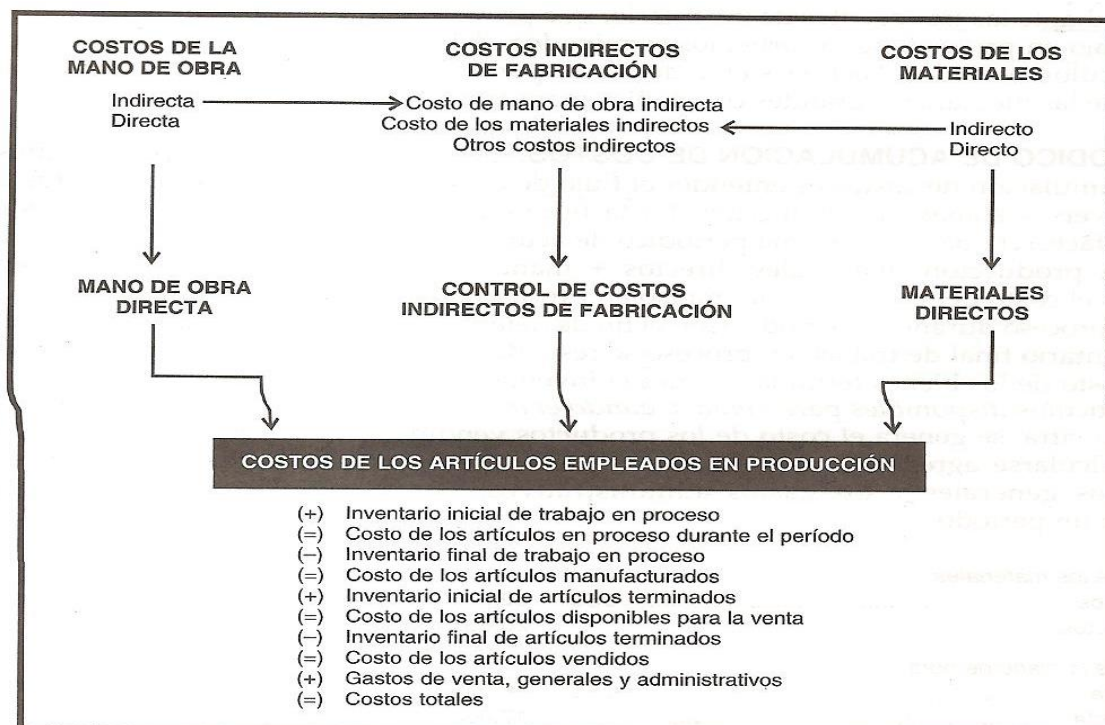 COSTOS DE LA
MANO DE OBRA
Indirecta
Directa
COSTOS INDIRECTOS
DE FABRICACIÓN
Costo de mano de obra indirecta
Costo de los materiales indirectos
Otros costos indirectos
COSTOS DE LOS
MATERIALES
Indirecto
Directo
MANO DE OBRA
DIRECTA
CONTROL DE COSTOS
INDIRECTOS DE FABRICACIÓN
MATERIALES
DIRECTOS
COSTOS DE LOS ARTÍCULOS EMPLEADOS EN PRODUCCIÓN
(+) Inventario inicial de trabajo en proceso
(=) Costo de los artículos en proceso durante el período
(−) Inventario final de trabajo en proceso
(=) Costo de los artículos manufacturados
(+) Inventario inicial de artículos terminados
(=) Costo de los artículos disponibles para la venta
(−) Inventario final de artículos terminados
(=) Costo de los artículos vendidos
(+) Gastos de venta, generales y administrativos
(=) Costos totales